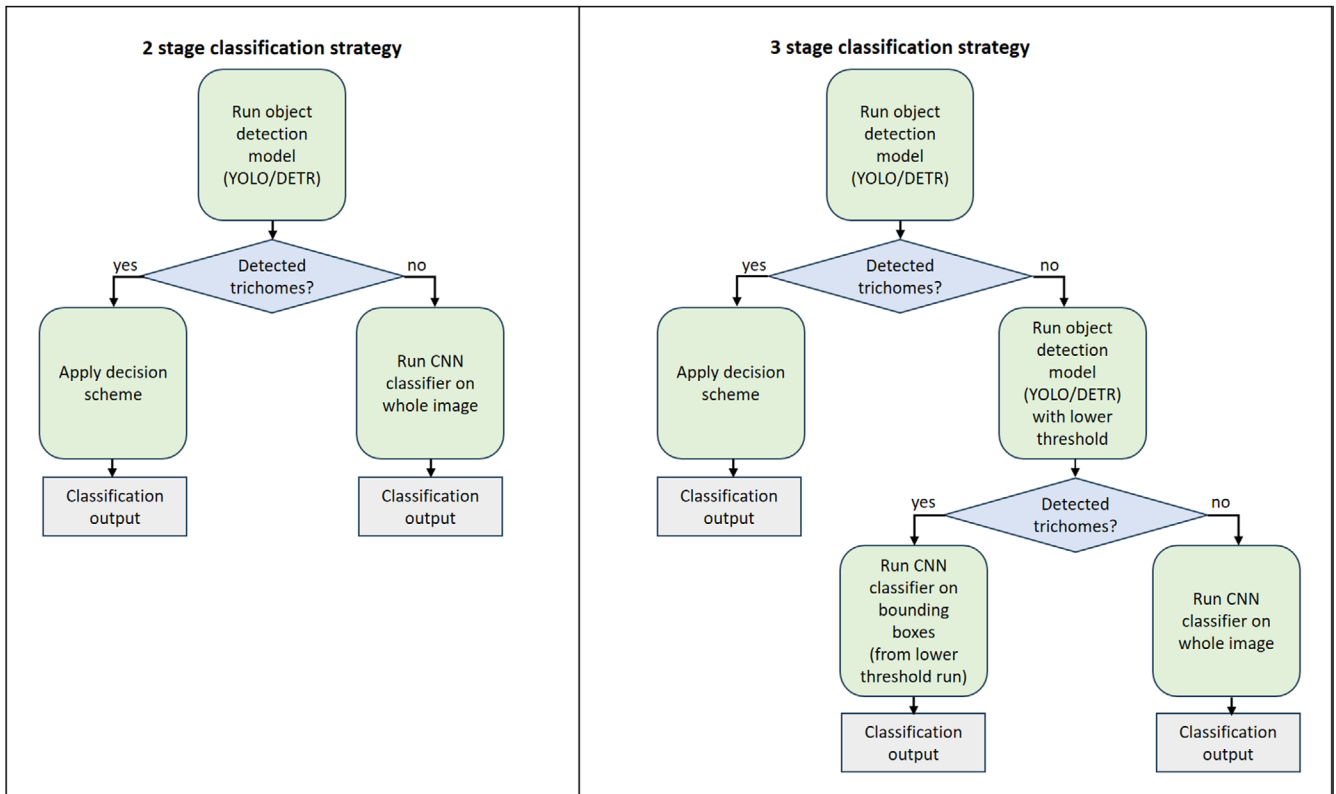 2 stage classification strategy
Run object
detection
model
(YOLO/DETR)
yes
Detected
trichomes?
no
Apply decision
scheme
Run CNN
classifier on
whole image
Classification
output
Classification
output
3 stage classification strategy
Run object
detection
model
(YOLO/DETR)
yes
Detected
trichomes?
no
Apply decision
scheme
Run object
detection
model
(YOLO/DETR)
with lower
threshold
Classification
output
yes
Detected
trichomes?
no
Run CNN
classifier on
bounding
boxes
(from lower
threshold run)
Run CNN
classifier on
whole image
Classification
output
Classification
output